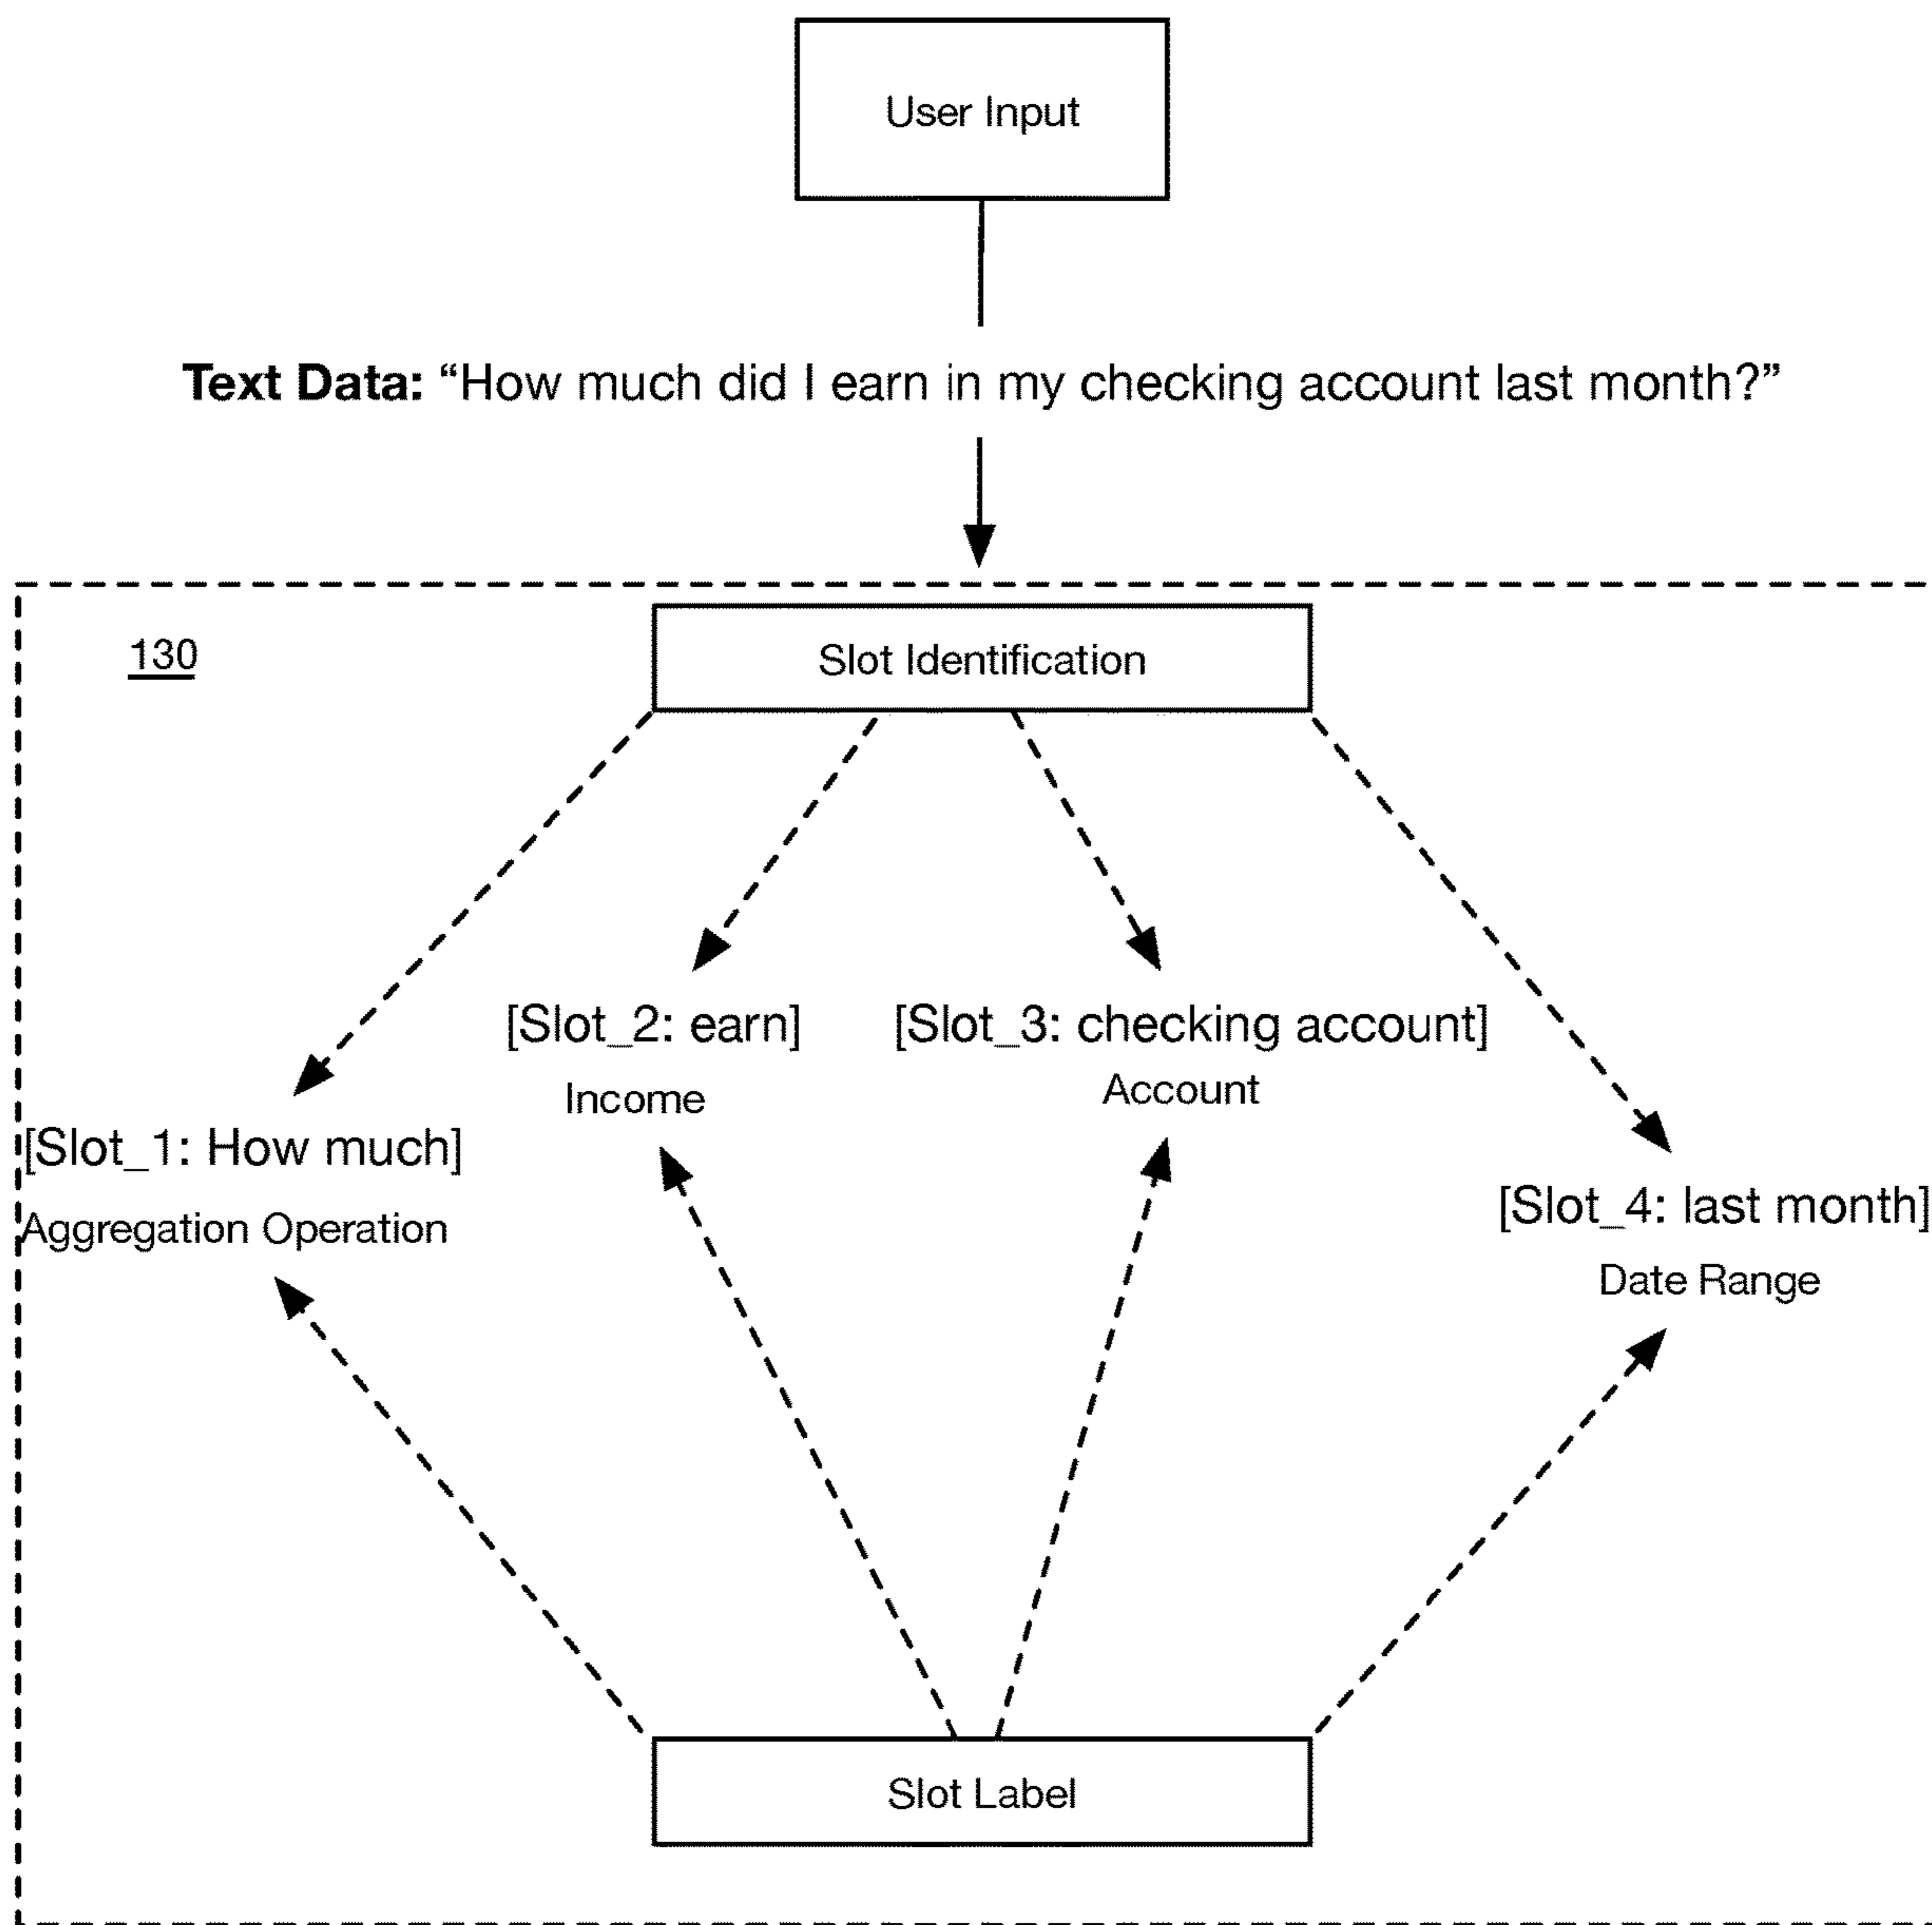 User Input
Text Data: “How much did I earn in my checking account last month?”
130
Slot Identification
[Slot_2: earn]
Income
[Slot_3: checking account]
Account
[Slot_1: How much]
Aggregation Operation
[Slot_4: last month]
Date Range
Slot Label